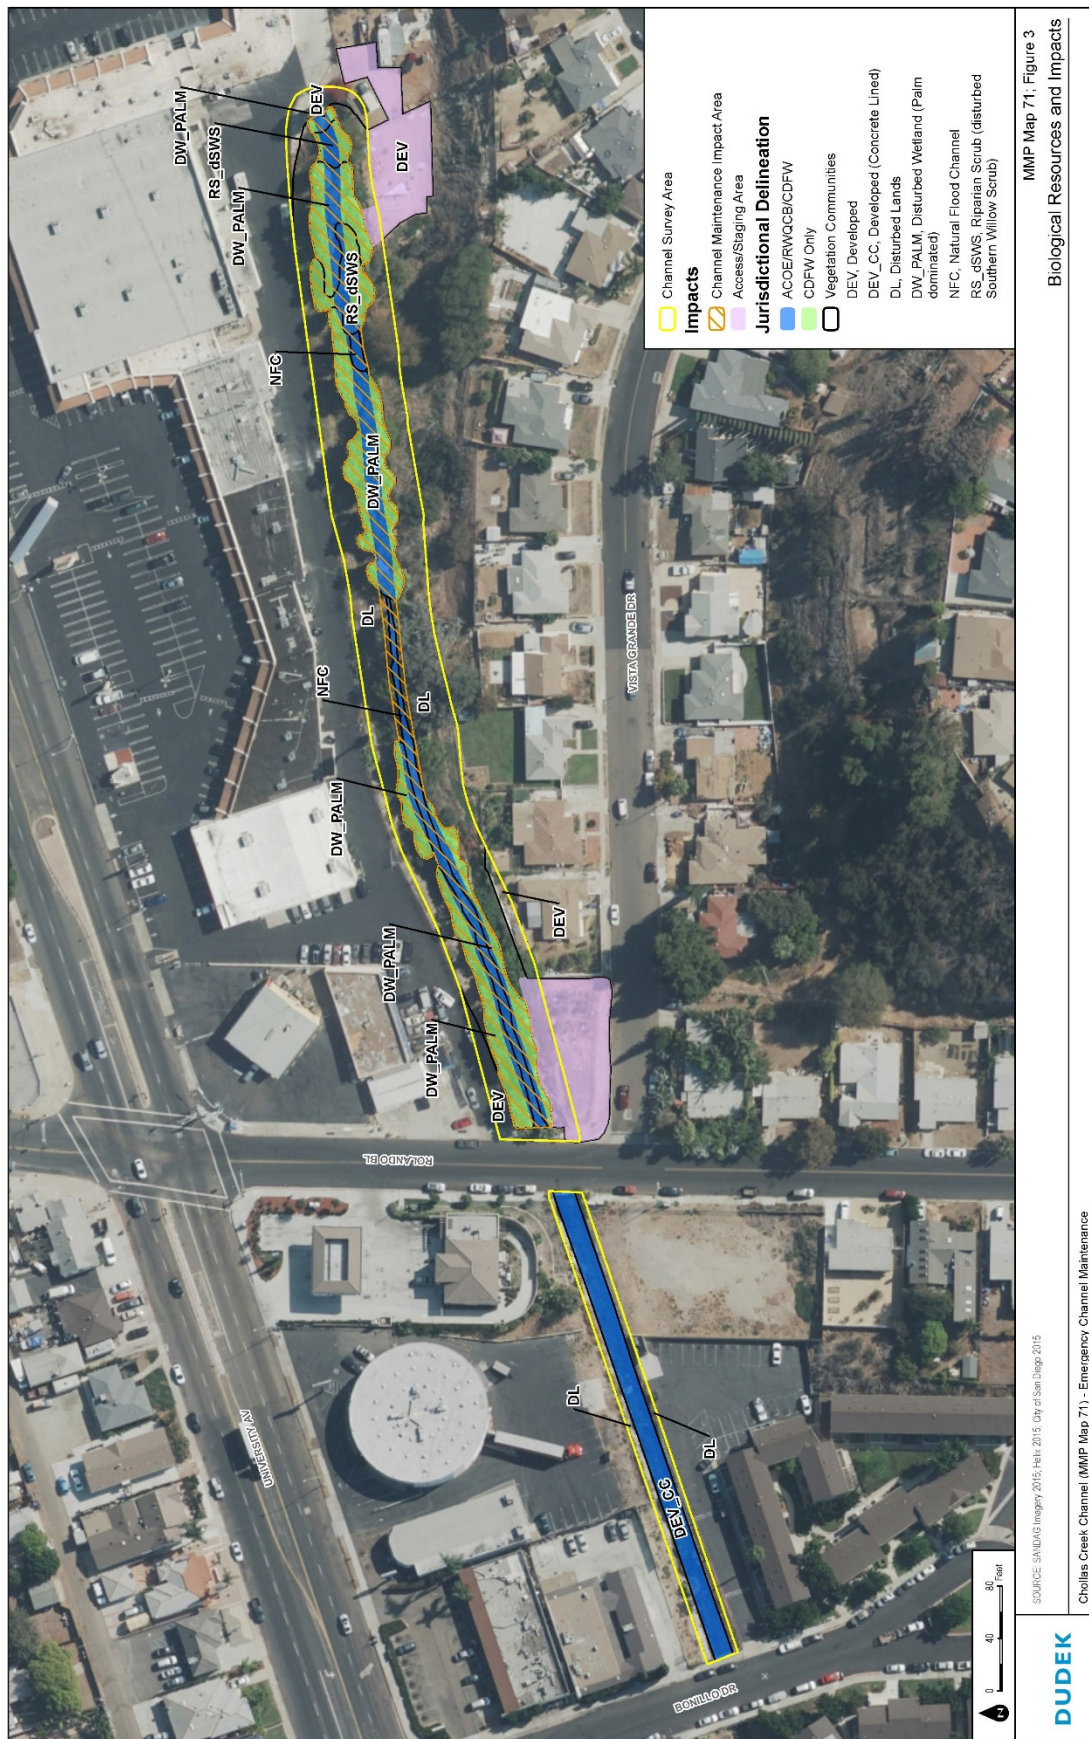 DW_PALM
RS_dSWS
DW_PALM
DEV
DEV
RS_dSWS
NFC
DW_PALM
DL
NFC
DL
DW_PALM
DEV
DW_PALM
DW_PALM
DEV
VISTA GRANDE DR
ROLANDO BL
UNIVERSITY AV
DL
DL
DEV_CC
BONILLO DR
Channel Survey Area
Impacts
Channel Maintenance Impact Area
Access/Staging Area
Jurisdictional Delineation
ACOE/RWQCB/CDFW
CDFW Only
Vegetation Communities
DEV, Developed
DEV_CC, Developed (Concrete Lined)
DL, Disturbed Lands
DW_PALM, Disturbed Wetland (Palm
dominated)
NFC, Natural Flood Channel
RS_dSWS, Riparian Scrub (disturbed
Southern Willow Scrub)
N
0 40 80
Feet
DUDEK
SOURCE: SANDAG Imagery 2015; Helix 2015; City of San Diego 2015
Chollas Creek Channel (MMP Map 71) - Emergency Channel Maintenance
MMP Map 71; Figure 3
Biological Resources and Impacts